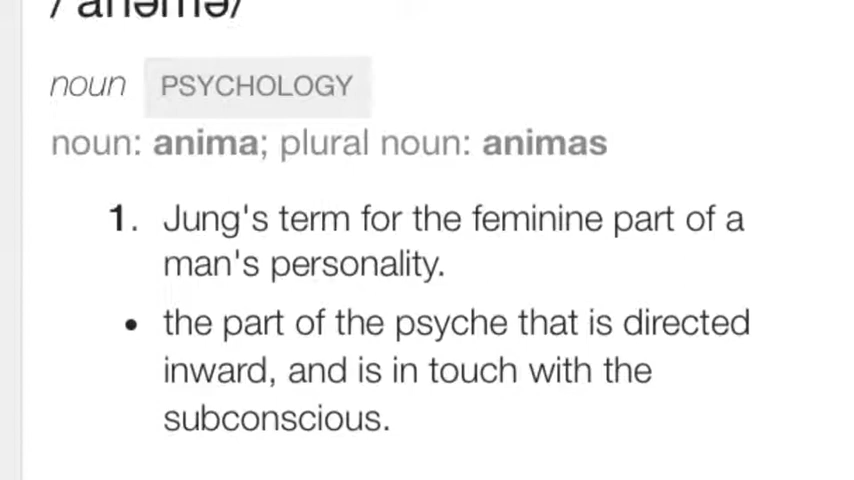 /ˈanəmə/
noun PSYCHOLOGY
noun: anima; plural noun: animas
1. Jung's term for the feminine part of a
man's personality.
• the part of the psyche that is directed
inward, and is in touch with the
subconscious.